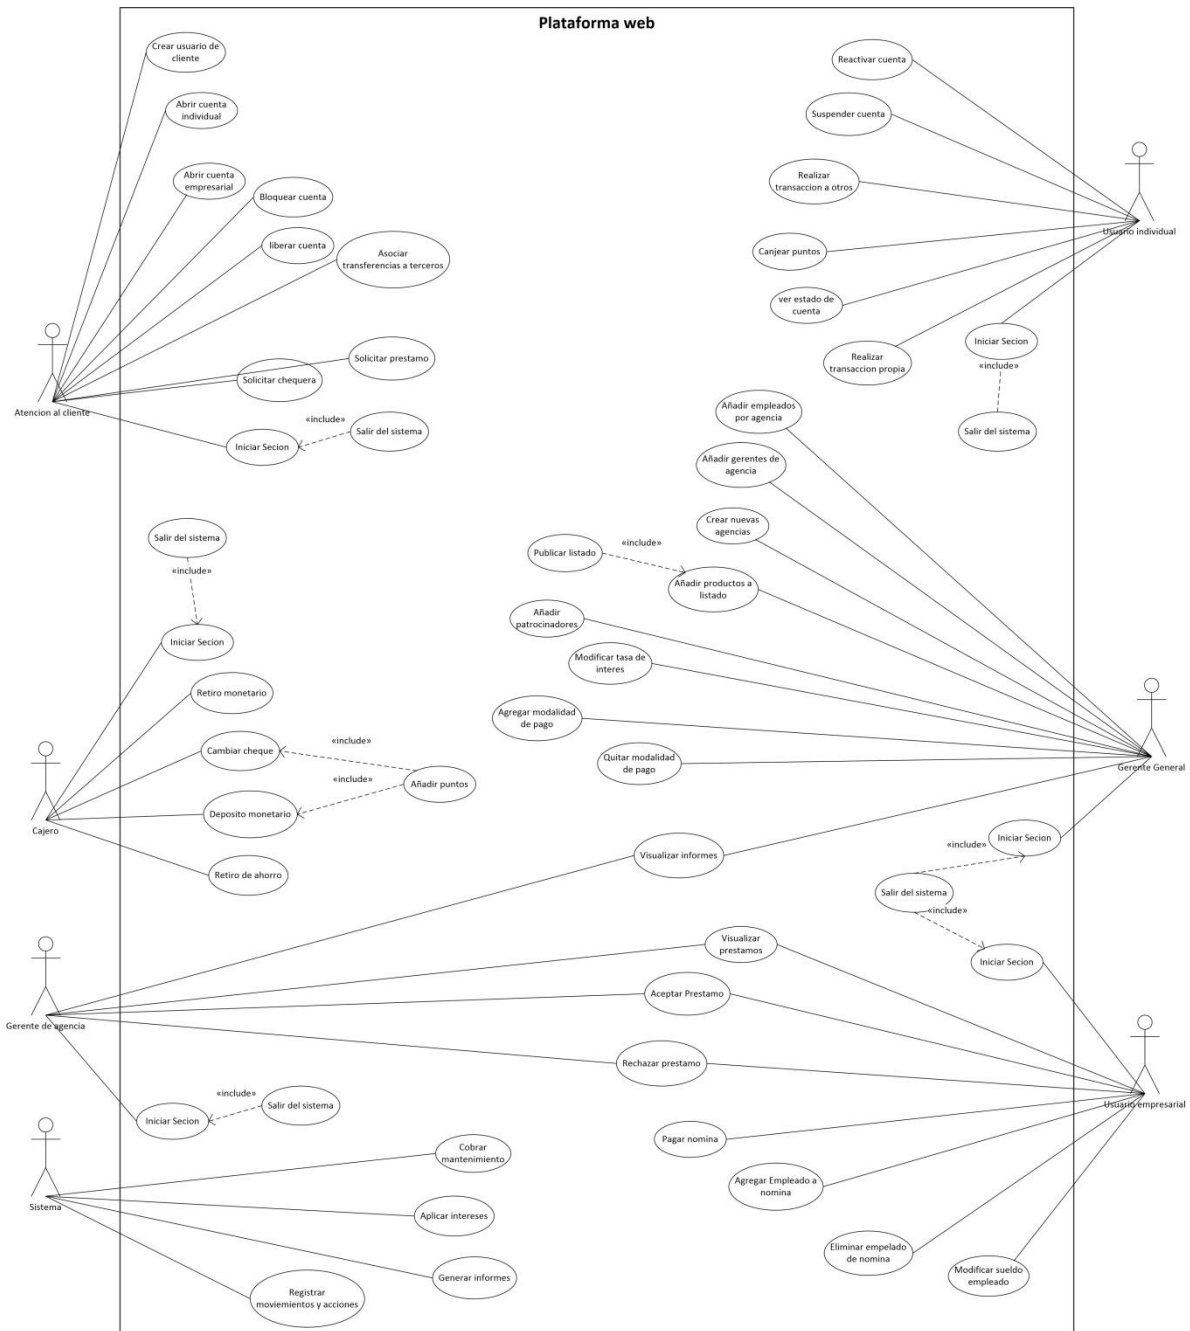 Plataforma web
Crear usuario de
cliente
Abrir cuenta
individual
Abrir cuenta
empresarial
Bloquear cuenta
liberar cuenta
Asociar
transferencias a terceros
Solicitar prestamo
Solicitar chequera
Atencion al cliente
«include»
Iniciar Secion
Salir del sistema
Reactivar cuenta
Suspender cuenta
Realizar
transaccion a otros
Usuario individual
Canjear puntos
ver estado de
cuenta
Realizar
transaccion propia
Iniciar Secion
«include»
Salir del sistema
Añadir empleados
por agencia
Añadir gerentes de
agencia
Crear nuevas
agencias
Publicar listado
«include»
Añadir productos a
listado
Añadir
patrocinadores
Modificar tasa de
interes
Agregar modalidad
de pago
Quitar modalidad
de pago
Gerente General
Salir del sistema
«include»
Iniciar Secion
Retiro monetario
Cambiar cheque
«include»
«include»
Añadir puntos
Deposito monetario
Cajero
Retiro de ahorro
Visualizar informes
«include»
Iniciar Secion
Salir del sistema
«include»
Iniciar Secion
Visualizar
prestamos
Aceptar Prestamo
Rechazar prestamo
Gerente de agencia
«include»
Iniciar Secion
Salir del sistema
Usuario empresarial
Pagar nomina
Agregar Empleado a
nomina
Eliminar empelado
de nomina
Modificar sueldo
empleado
Cobrar
mantenimiento
Sistema
Aplicar intereses
Generar informes
Registrar
moviemientos y acciones